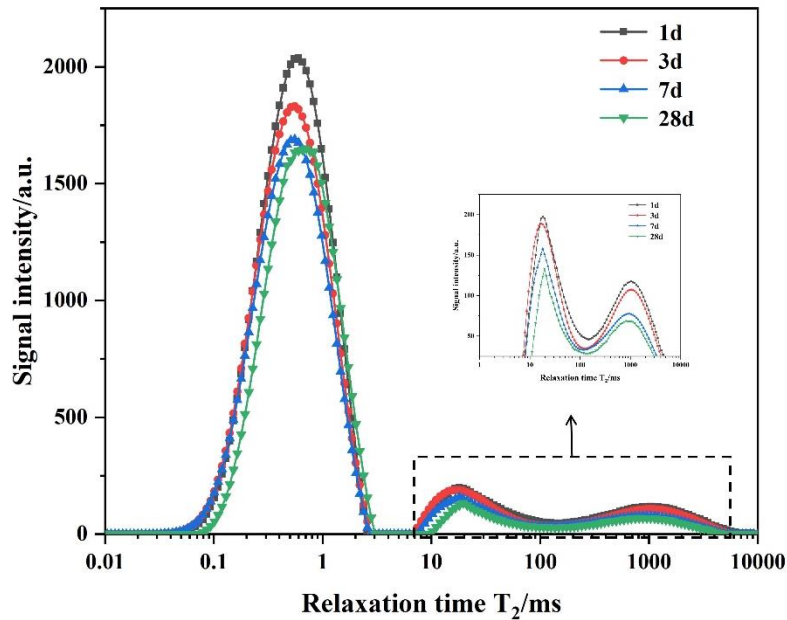 1d
3d
7d
28d
2000
1500
1000
500
0
Signal intensity/a.u.
0.01
0.1
1
10
100
1000
10000
Relaxation time T₂/ms
1d
3d
7d
28d
200
150
100
50
Signal intensity/a.u.
1
10
100
1000
10000
Relaxation time T₂/ms